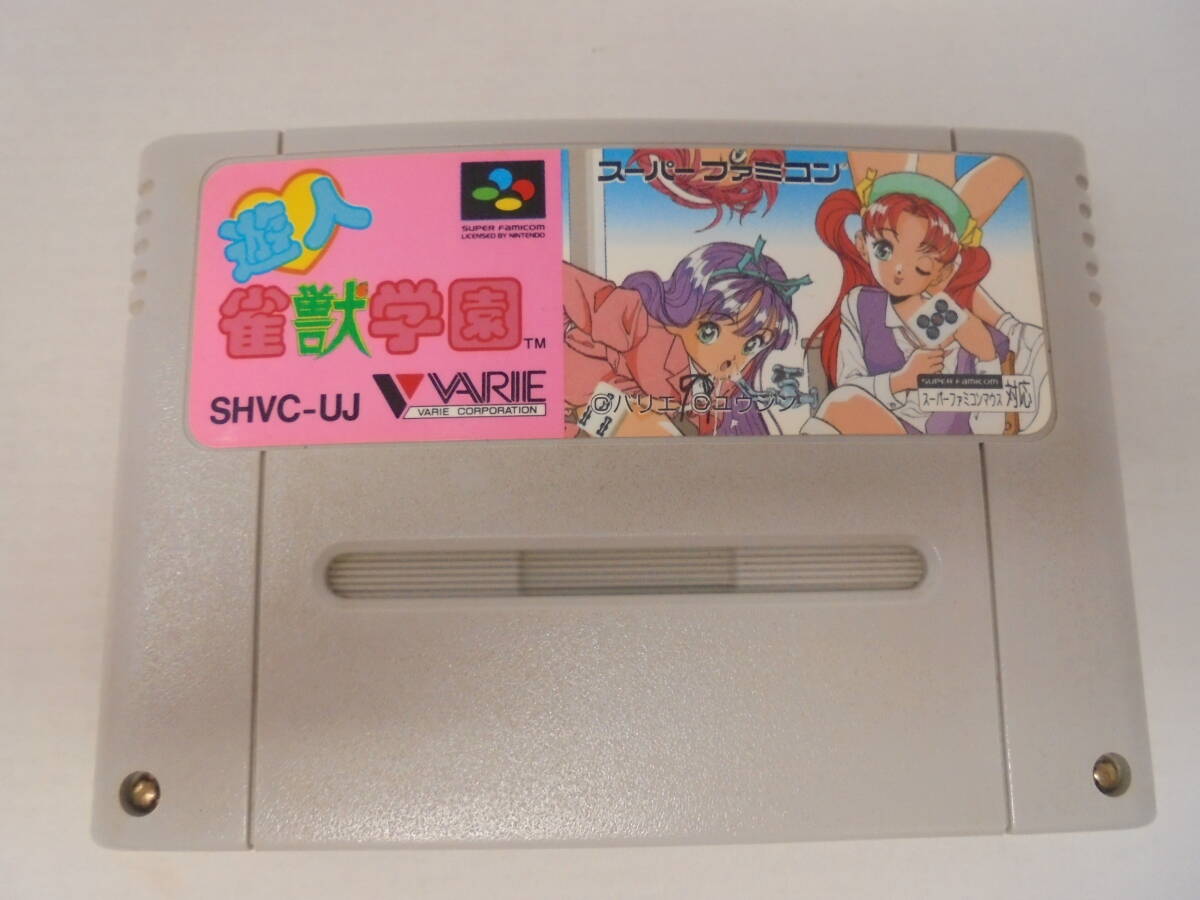 遊人
雀獣学園™
SUPER FAMICOM
LICENSED BY NINTENDO
SHVC-UJ
VARIE
VARIE CORPORATION
スーパーファミコン
©バリエ ©ユウジン
SUPER FAMICOM
スーパーファミコンマウス
対応